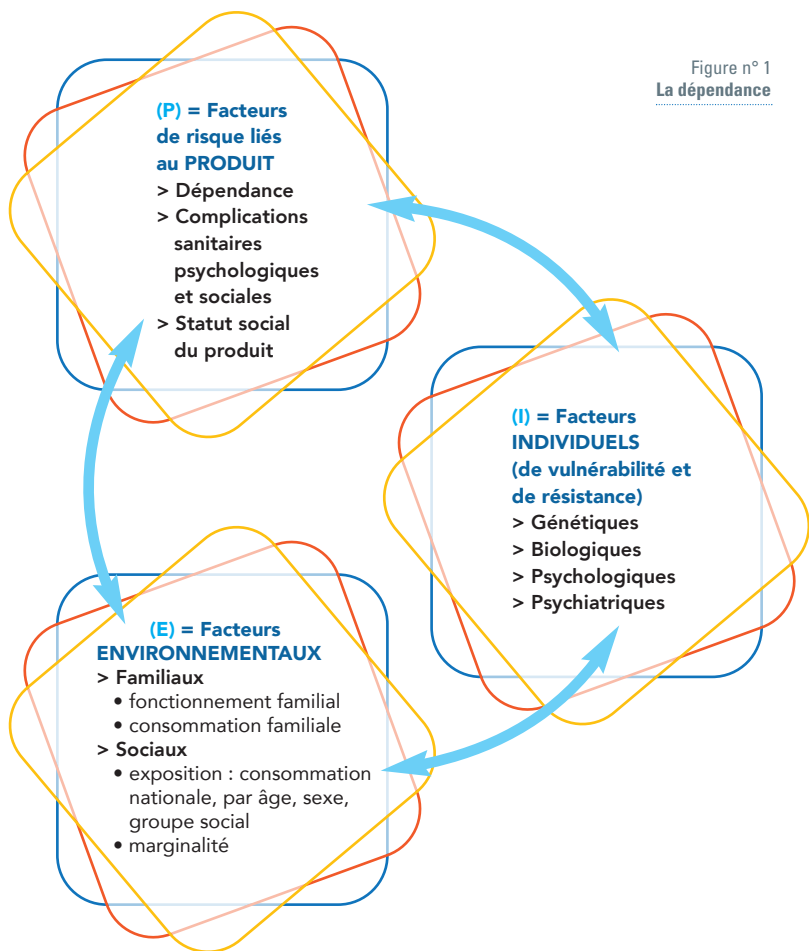 Figure n° 1
La dépendance
(P) = Facteurs
de risque liés
au PRODUIT
> Dépendance
> Complications
sanitaires
psychologiques
et sociales
> Statut social
du produit
(I) = Facteurs
INDIVIDUELS
(de vulnérabilité et
de résistance)
> Génétiques
> Biologiques
> Psychologiques
> Psychiatriques
(E) = Facteurs
ENVIRONNEMENTAUX
> Familiaux
• fonctionnement familial
• consommation familiale
> Sociaux
• exposition : consommation
nationale, par âge, sexe,
groupe social
• marginalité